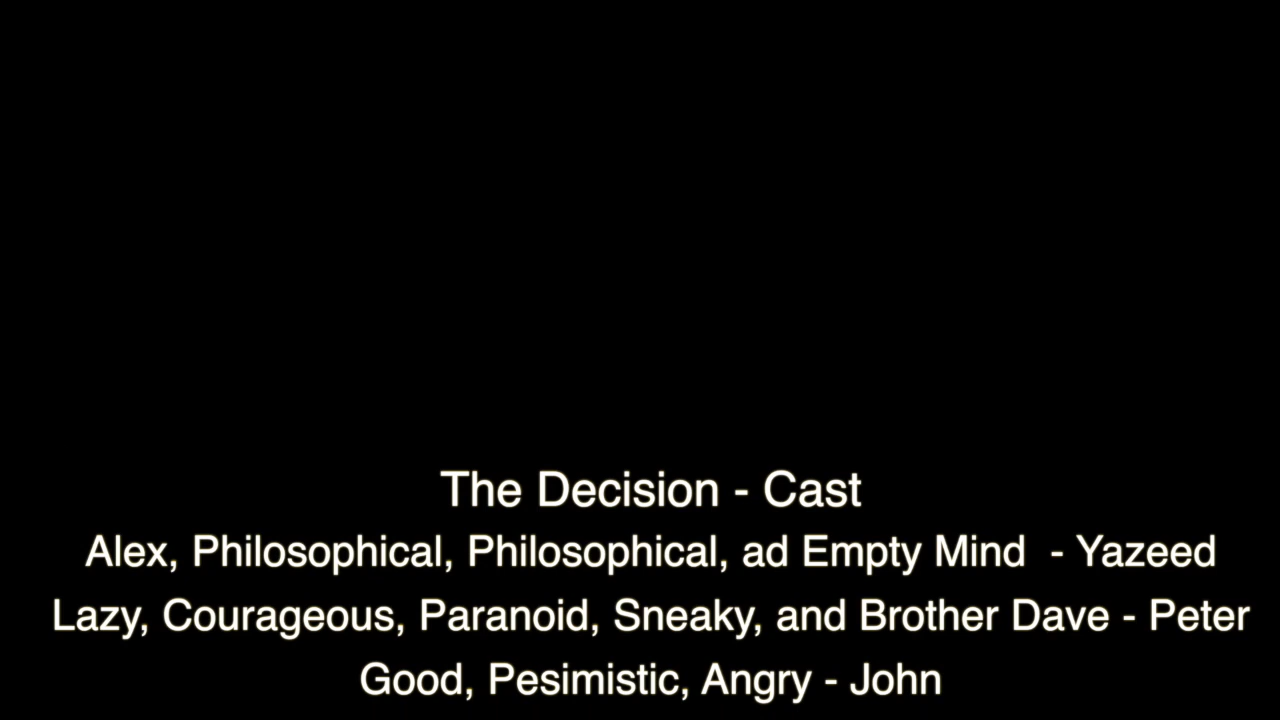 The Decision - Cast
Alex, Philosophical, Philosophical, ad Empty Mind  - Yazeed
Lazy, Courageous, Paranoid, Sneaky, and Brother Dave - Peter
Good, Pesimistic, Angry - John